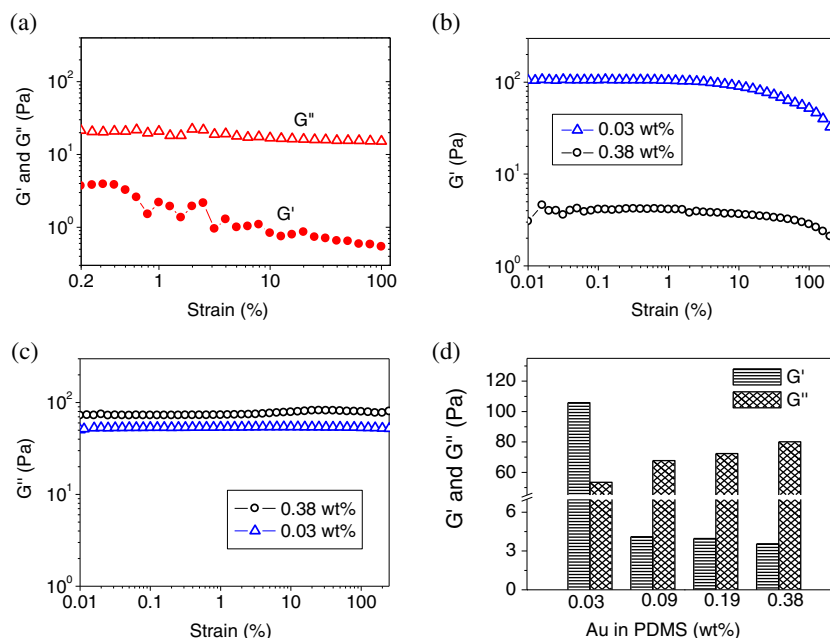 (a)
G' and G" (Pa)
10²
10¹
10⁰
G"
G'
0.2
1
10
100
Strain (%)
(b)
G' (Pa)
10²
10¹
10⁰
0.03 wt%
0.38 wt%
0.01
0.1
1
10
100
Strain (%)
(c)
G" (Pa)
10²
10¹
10⁰
0.38 wt%
0.03 wt%
0.01
0.1
1
10
100
Strain (%)
(d)
G' and G" (Pa)
120
100
80
60
6
3
0
G'
G"
0.03
0.09
0.19
0.38
Au in PDMS (wt%)